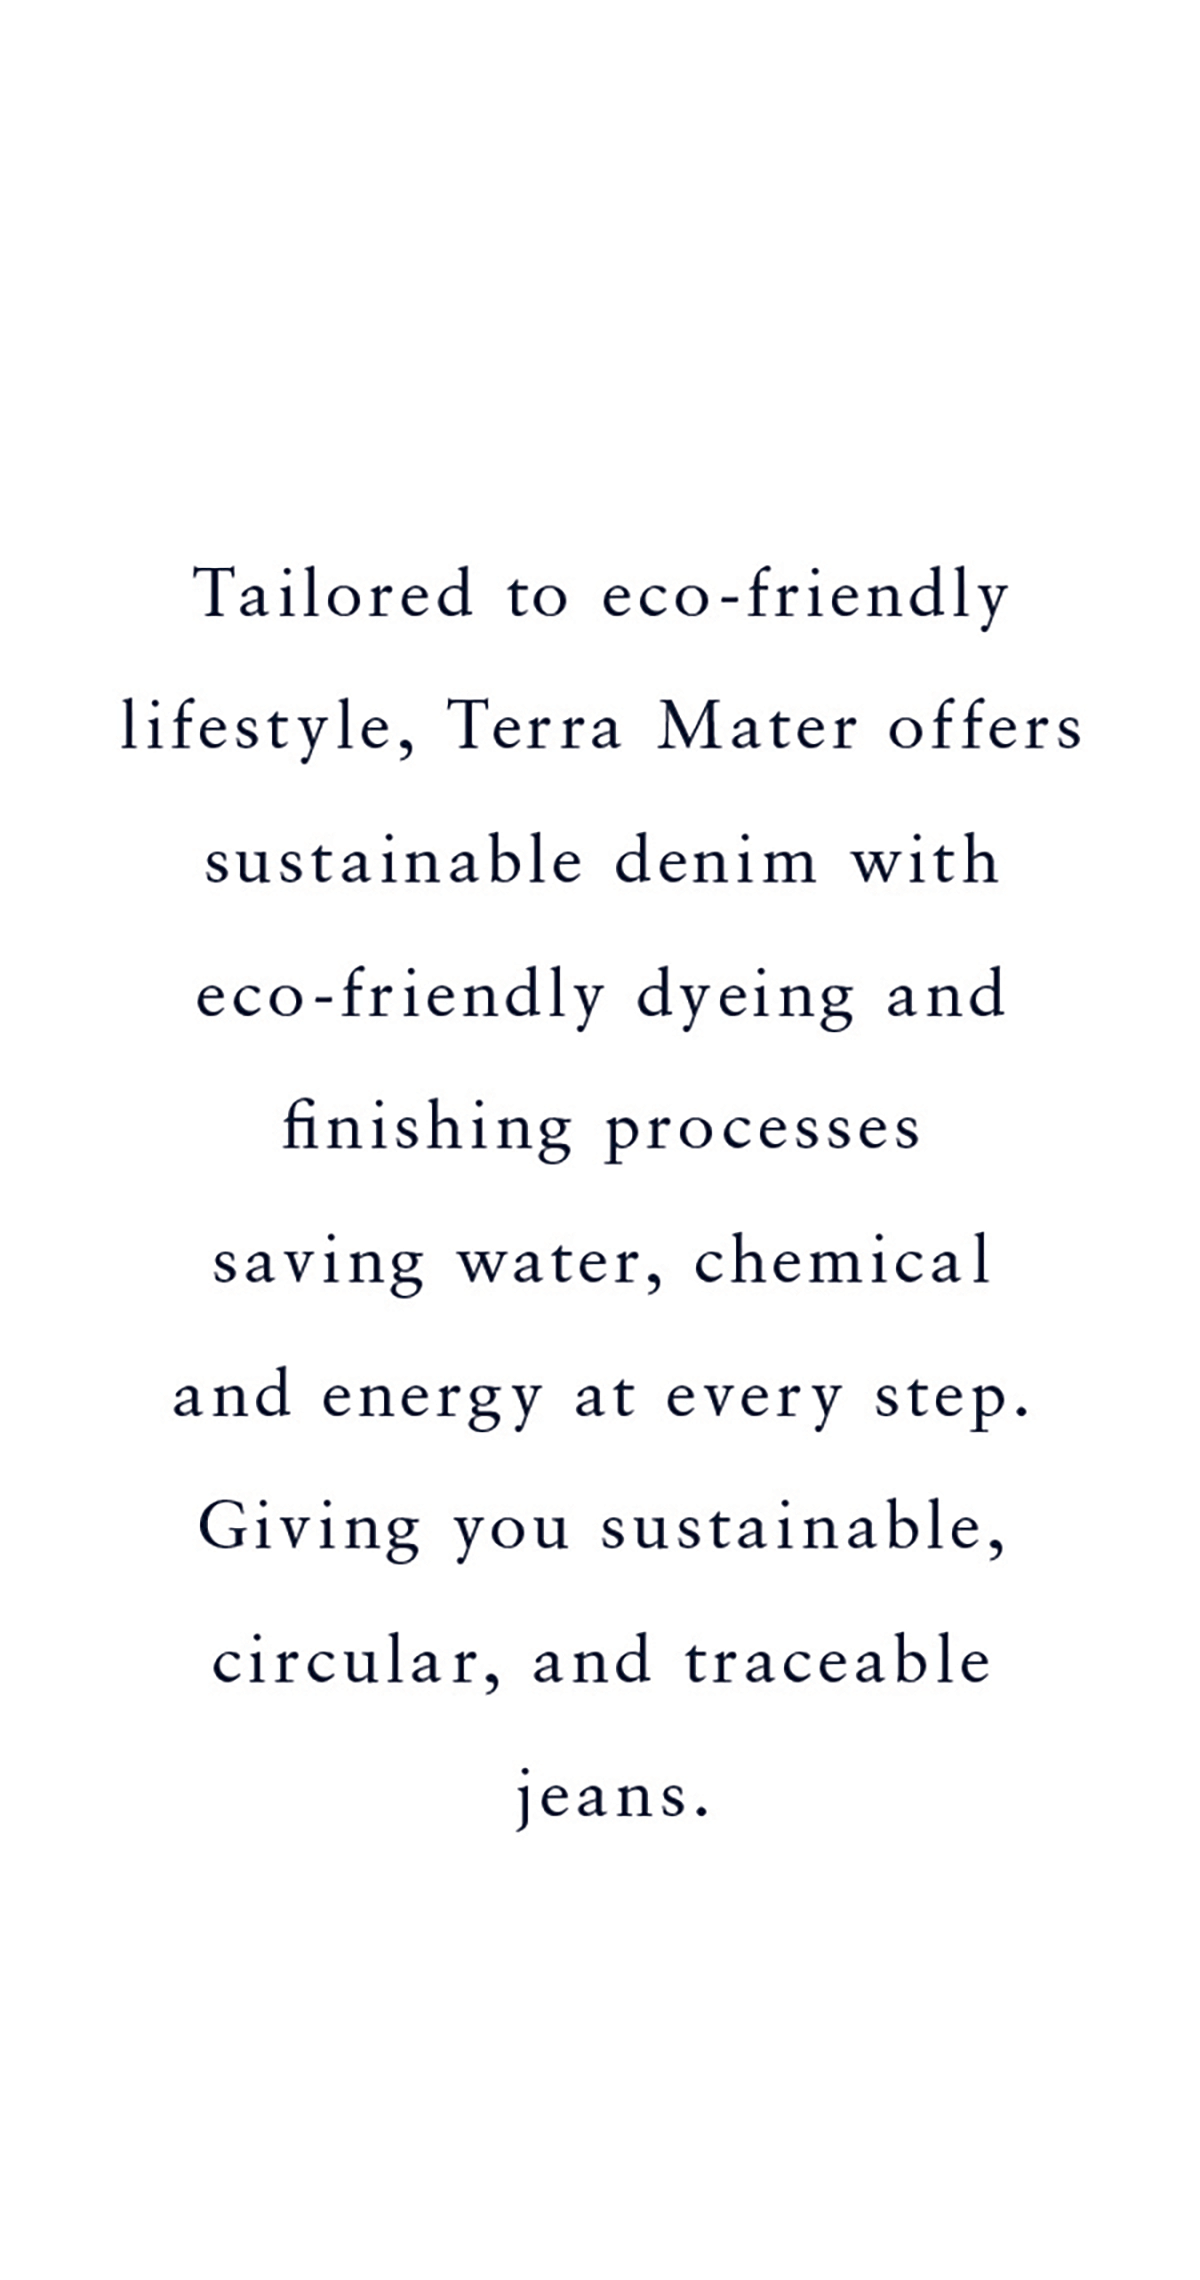 Tailored to eco-friendly
lifestyle, Terra Mater offers
sustainable denim with
eco-friendly dyeing and
finishing processes
saving water, chemical
and energy at every step.
Giving you sustainable,
circular, and traceable
jeans.